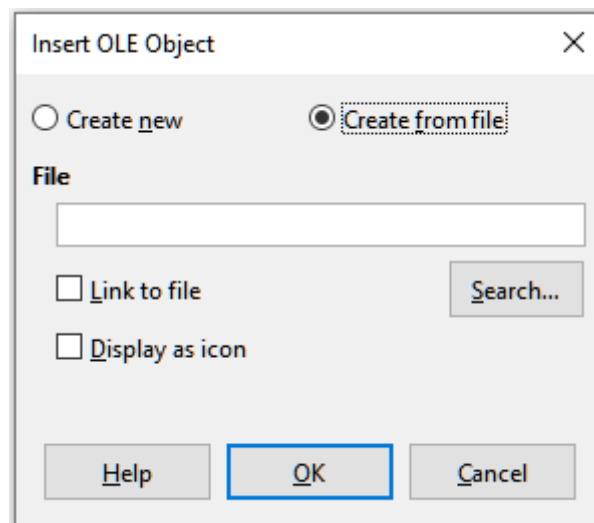 Insert OLE Object
Create new
Create from file
File
Link to file
Search...
Display as icon
Help
OK
Cancel